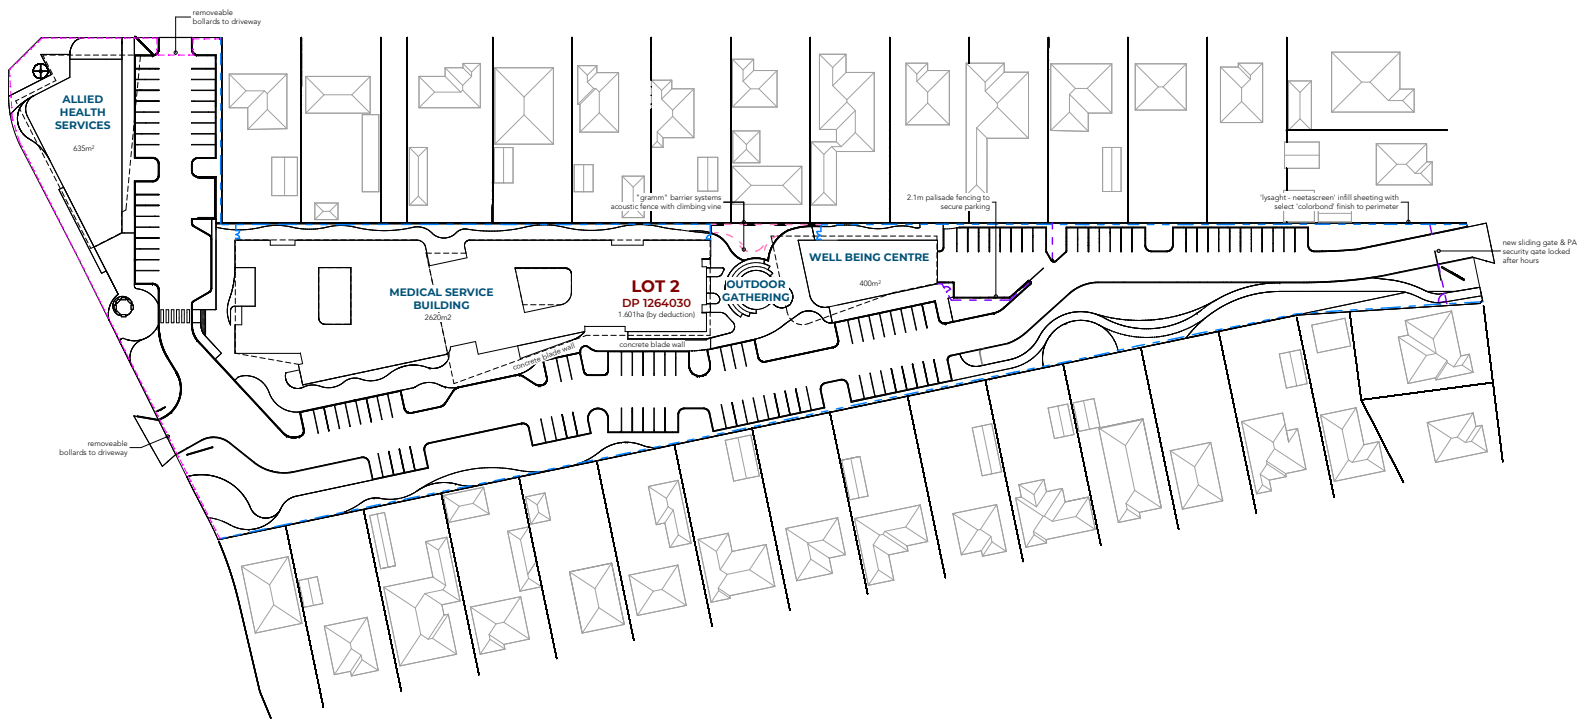 removeable
bollards to driveway
ALLIED
HEALTH
SERVICES
635m²
"gramm" barrier systems
acoustic fence with climbing vine
2.1m palisade fencing to
secure parking
'lysaght - neetascreen' infill sheeting with
select 'colorbond' finish to perimeter
new sliding gate & PA
security gate locked
after hours
MEDICAL SERVICE
BUILDING
2620m2
LOT 2
DP 1264030
1.601ha (by deduction)
OUTDOOR
GATHERING
WELL BEING CENTRE
400m²
concrete blade wall
concrete blade wall
removeable
bollards to driveway